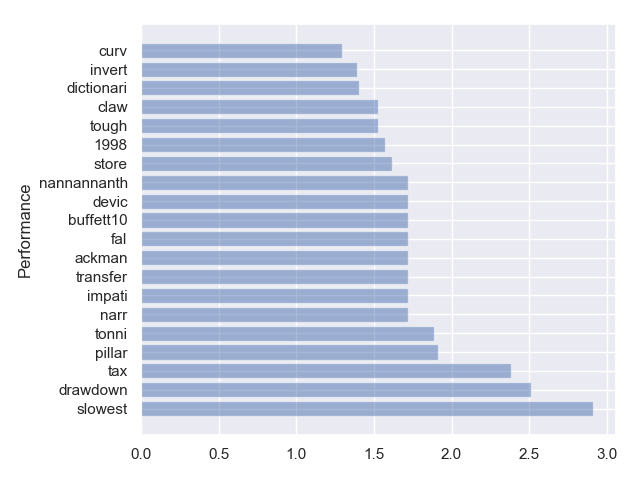 curv
invert
dictionari
claw
tough
1998
store
nannannanth
devic
buffett10
fal
ackman
transfer
impati
narr
tonni
pillar
tax
drawdown
slowest
Performance
0.0 0.5 1.0 1.5 2.0 2.5 3.0